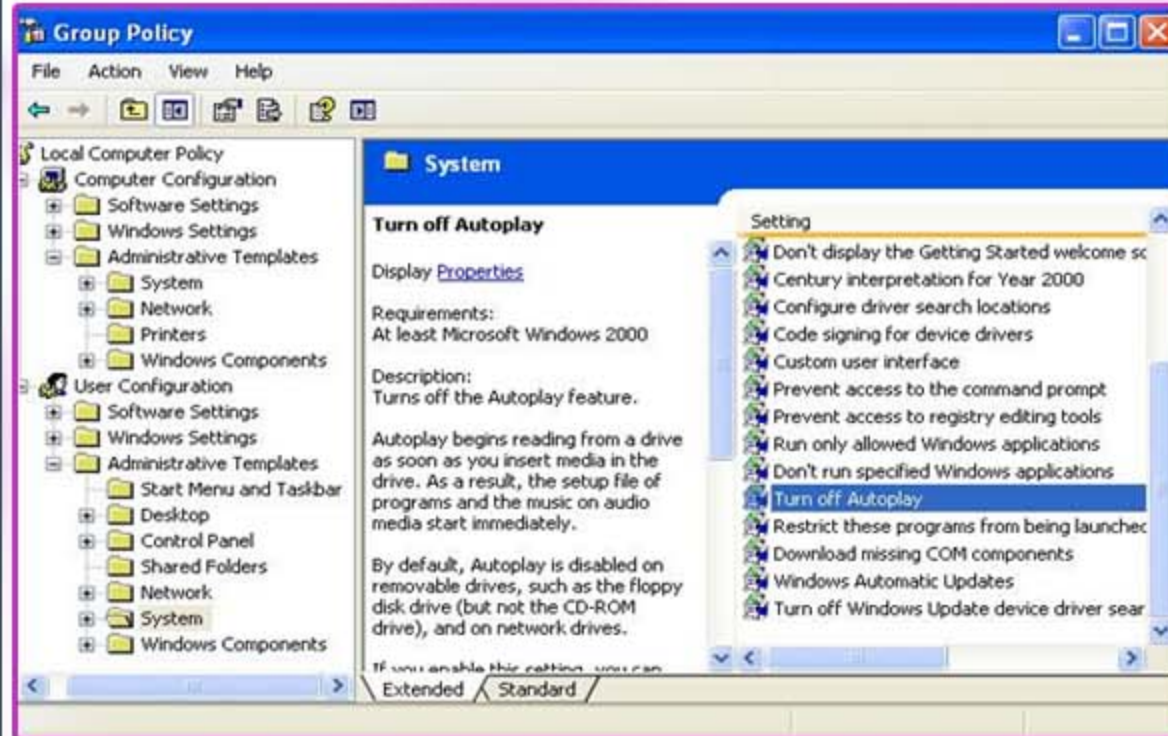 Group Policy
File Action View Help
Local Computer Policy
Computer Configuration
Software Settings
Windows Settings
Administrative Templates
System
Network
Printers
Windows Components
User Configuration
Software Settings
Windows Settings
Administrative Templates
Start Menu and Taskbar
Desktop
Control Panel
Shared Folders
Network
System
Windows Components
System
Turn off Autoplay
Display Properties
Requirements:
At least Microsoft Windows 2000
Description:
Turns off the Autoplay feature.
Autoplay begins reading from a drive
as soon as you insert media in the
drive. As a result, the setup file of
programs and the music on audio
media start immediately.
By default, Autoplay is disabled on
removable drives, such as the floppy
disk drive (but not the CD-ROM
drive), and on network drives.
If you enable this setting, you can
Setting
Don't display the Getting Started welcome sc
Century interpretation for Year 2000
Configure driver search locations
Code signing for device drivers
Custom user interface
Prevent access to the command prompt
Prevent access to registry editing tools
Run only allowed Windows applications
Don't run specified Windows applications
Turn off Autoplay
Restrict these programs from being launched
Download missing COM components
Windows Automatic Updates
Turn off Windows Update device driver sear
Extended Standard